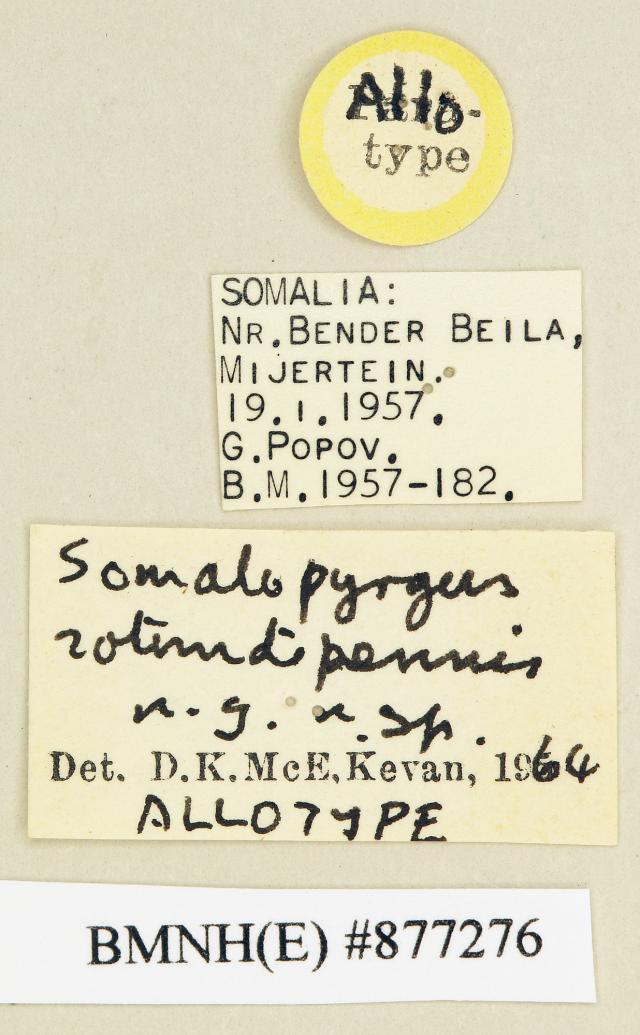 Allo-
type
SOMALIA:
NR. BENDER BEILA,
MIJERTEIN.
19.1.1957.
G. POPOV.
B.M. 1957-182.
Somalopyrgus
rotundipennis
n.g. n.sp.
Det. D.K.McE.Kevan, 1964
ALLOTYPE
BMNH(E) #877276